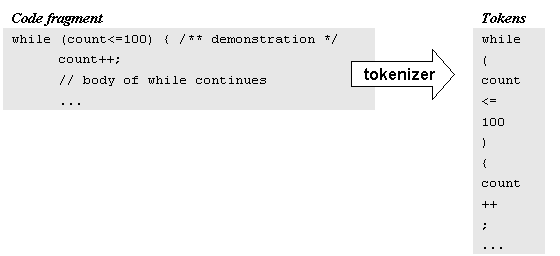 Code fragment
while (count<=100) { /** demonstration */
count++;
// body of while continues
...
tokenizer
Tokens
while
(
count
<=
100
)
{
count
++
;
...